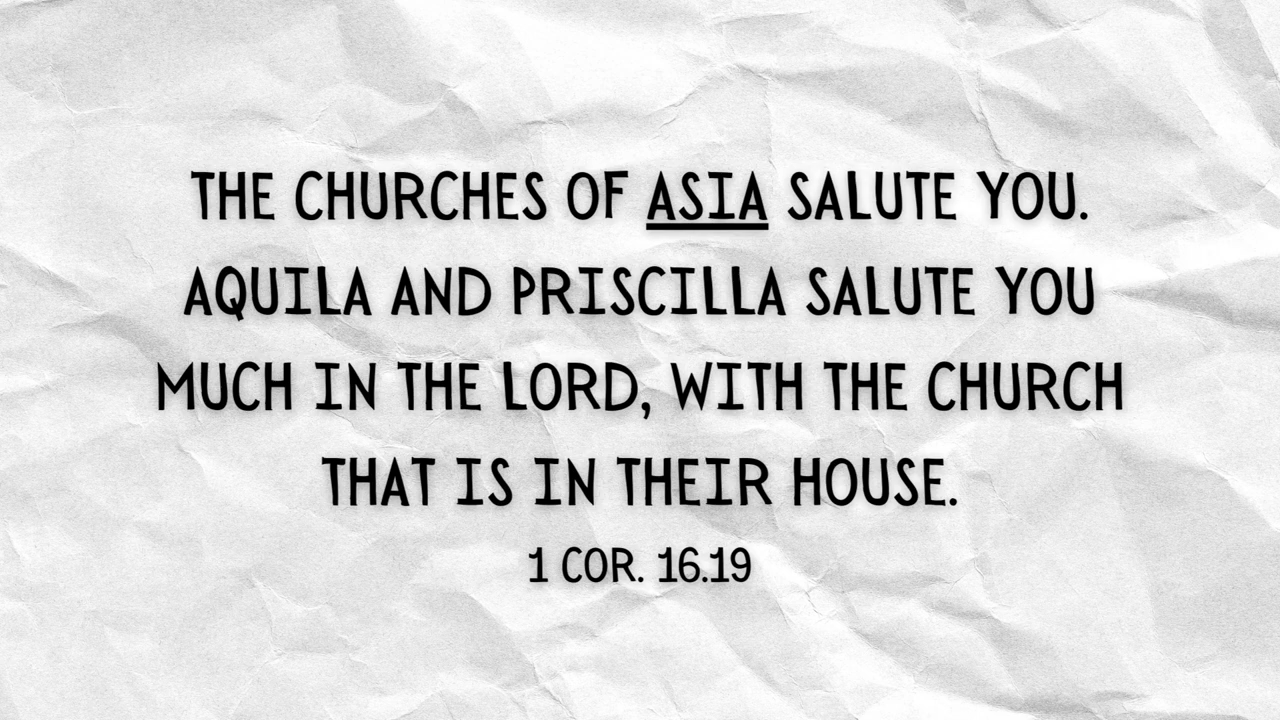 THE CHURCHES OF ASIA SALUTE YOU.
AQUILA AND PRISCILLA SALUTE YOU
MUCH IN THE LORD, WITH THE CHURCH
THAT IS IN THEIR HOUSE.
1 COR. 16.19